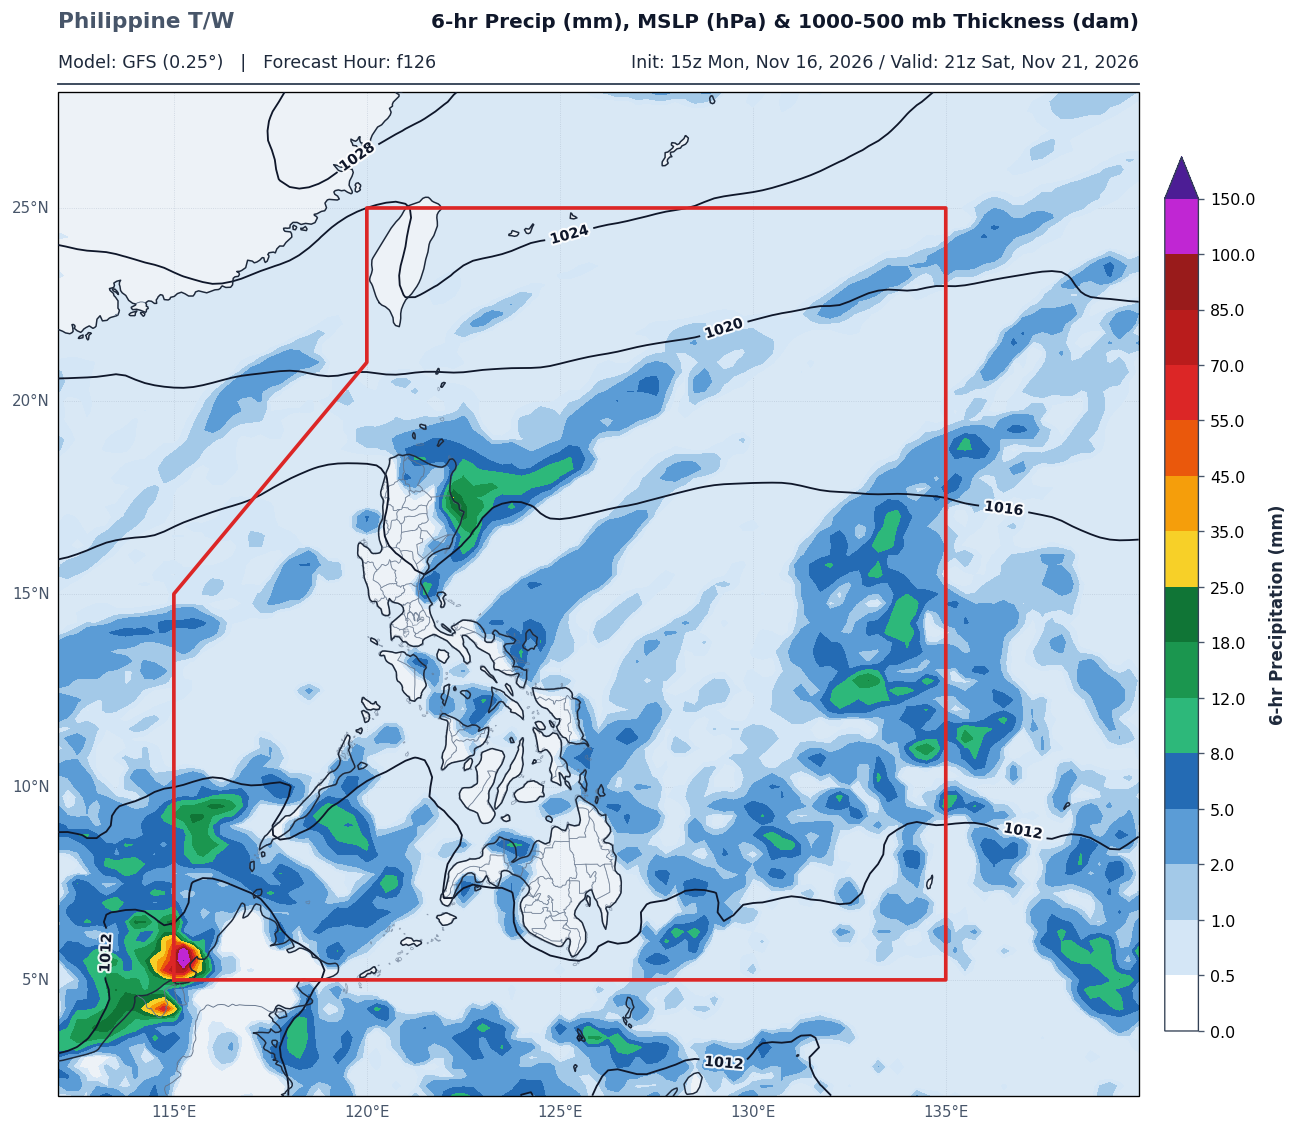 Philippine T/W
6-hr Precip (mm), MSLP (hPa) & 1000-500 mb Thickness (dam)
Model: GFS (0.25°) | Forecast Hour: f126
Init: 15z Mon, Nov 16, 2026 / Valid: 21z Sat, Nov 21, 2026
1028
1024
1020
1016
1012
1012
1012
25°N
20°N
15°N
10°N
5°N
115°E
120°E
125°E
130°E
135°E
150.0
100.0
85.0
70.0
55.0
45.0
35.0
25.0
18.0
12.0
8.0
5.0
2.0
1.0
0.5
0.0
6-hr Precipitation (mm)